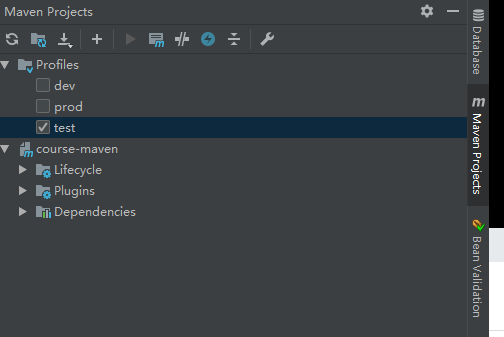 Maven Projects
Profiles
dev
prod
test
course-maven
Lifecycle
Plugins
Dependencies
Database
m Maven Projects
Bean Validation